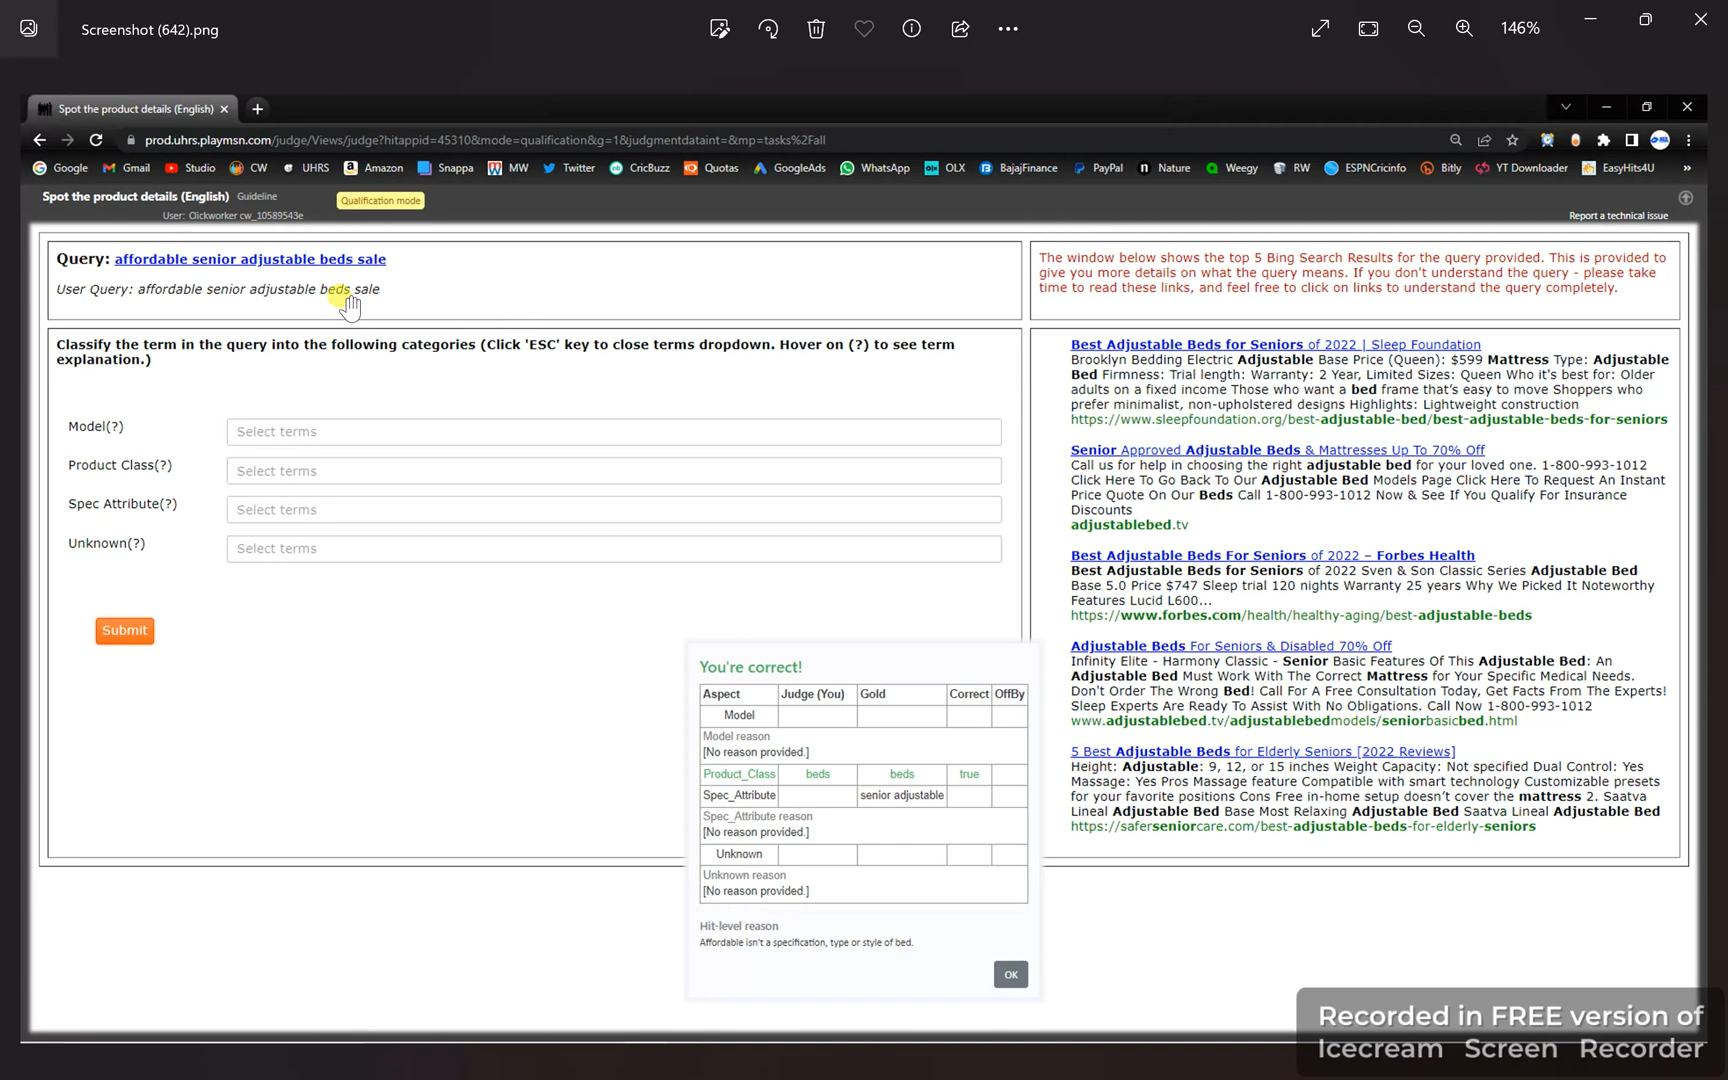 Screenshot (642).png
146%
Spot the product details (English)
prod.uhrs.playmsn.com/judge/Views/judge?hitappid=45310&mode=qualification&g=1&judgmentdataint=&mp=tasks%2Fall
Google Gmail Studio CW UHRS Amazon Snappa MW Twitter CricBuzz Quotas GoogleAds WhatsApp OLX BajajFinance PayPal Nature Weegy RW ESPNCricinfo Bitly YT Downloader EasyHits4U »
Spot the product details (English) Guideline
Qualification mode
User: Clickworker cw_10589543e
Report a technical issue
Query: affordable senior adjustable beds sale
User Query: affordable senior adjustable beds sale
The window below shows the top 5 Bing Search Results for the query provided. This is provided to
give you more details on what the query means. If you don't understand the query - please take
time to read these links, and feel free to click on links to understand the query completely.
Classify the term in the query into the following categories (Click 'ESC' key to close terms dropdown. Hover on (?) to see term
explanation.)
Model(?) Select terms
Product Class(?) Select terms
Spec Attribute(?) Select terms
Unknown(?) Select terms
Submit
Best Adjustable Beds for Seniors of 2022 | Sleep Foundation
Brooklyn Bedding Electric Adjustable Base Price (Queen): $599 Mattress Type: Adjustable
Bed Firmness: Trial length: Warranty: 2 Year, Limited Sizes: Queen Who it's best for: Older
adults on a fixed income Those who want a bed frame that's easy to move Shoppers who
prefer minimalist, non-upholstered designs Highlights: Lightweight construction
https://www.sleepfoundation.org/best-adjustable-bed/best-adjustable-beds-for-seniors
Senior Approved Adjustable Beds & Mattresses Up To 70% Off
Call us for help in choosing the right adjustable bed for your loved one. 1-800-993-1012
Click Here To Go Back To Our Adjustable Bed Models Page Click Here To Request An Instant
Price Quote On Our Beds Call 1-800-993-1012 Now & See If You Qualify For Insurance
Discounts
adjustablebed.tv
Best Adjustable Beds For Seniors of 2022 – Forbes Health
Best Adjustable Beds for Seniors of 2022 Sven & Son Classic Series Adjustable Bed
Base 5.0 Price $747 Sleep trial 120 nights Warranty 25 years Why We Picked It Noteworthy
Features Lucid L600...
https://www.forbes.com/health/healthy-aging/best-adjustable-beds
Adjustable Beds For Seniors & Disabled 70% Off
Infinity Elite - Harmony Classic - Senior Basic Features Of This Adjustable Bed: An
Adjustable Bed Must Work With The Correct Mattress for Your Specific Medical Needs.
Don't Order The Wrong Bed! Call For A Free Consultation Today, Get Facts From The Experts!
Sleep Experts Are Ready To Assist With No Obligations. Call Now 1-800-993-1012
www.adjustablebed.tv/adjustablebedmodels/seniorbasicbed.html
5 Best Adjustable Beds for Elderly Seniors [2022 Reviews]
Height: Adjustable: 9, 12, or 15 inches Weight Capacity: Not specified Dual Control: Yes
Massage: Yes Pros Massage feature Compatible with smart technology Customizable presets
for your favorite positions Cons Free in-home setup doesn't cover the mattress 2. Saatva
Lineal Adjustable Bed Base Most Relaxing Adjustable Bed Saatva Lineal Adjustable Bed
https://saferseniorcare.com/best-adjustable-beds-for-elderly-seniors
You're correct!
Aspect Judge (You) Gold Correct OffBy
Model
Model reason
[No reason provided.]
Product_Class beds beds true
Spec_Attribute senior adjustable
Spec_Attribute reason
[No reason provided.]
Unknown
Unknown reason
[No reason provided.]
Hit-level reason
Affordable isn't a specification, type or style of bed.
OK
Recorded in FREE version of
Icecream Screen Recorder